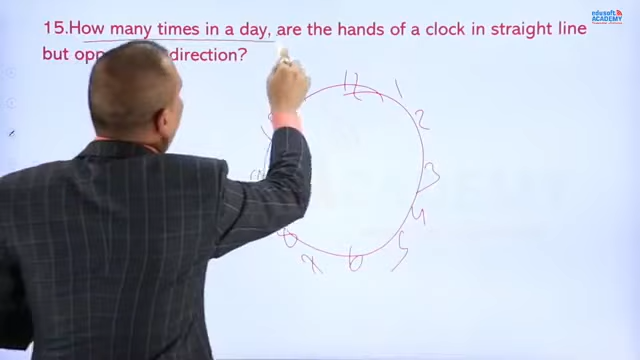 15.How many times in a day, are the hands of a clock in straight line
but direction?
edusoft
ACADEMY
12
1
2
3
4
5
6
7
8